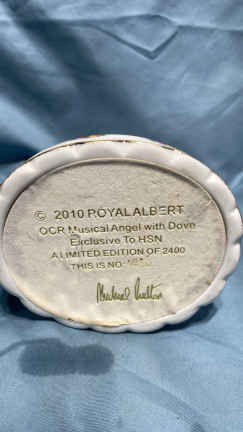 © 2010 ROYAL ALBERT
OCR Musical Angel with Dove
Exclusive To HSN
A LIMITED EDITION OF 2400
THIS IS NO: